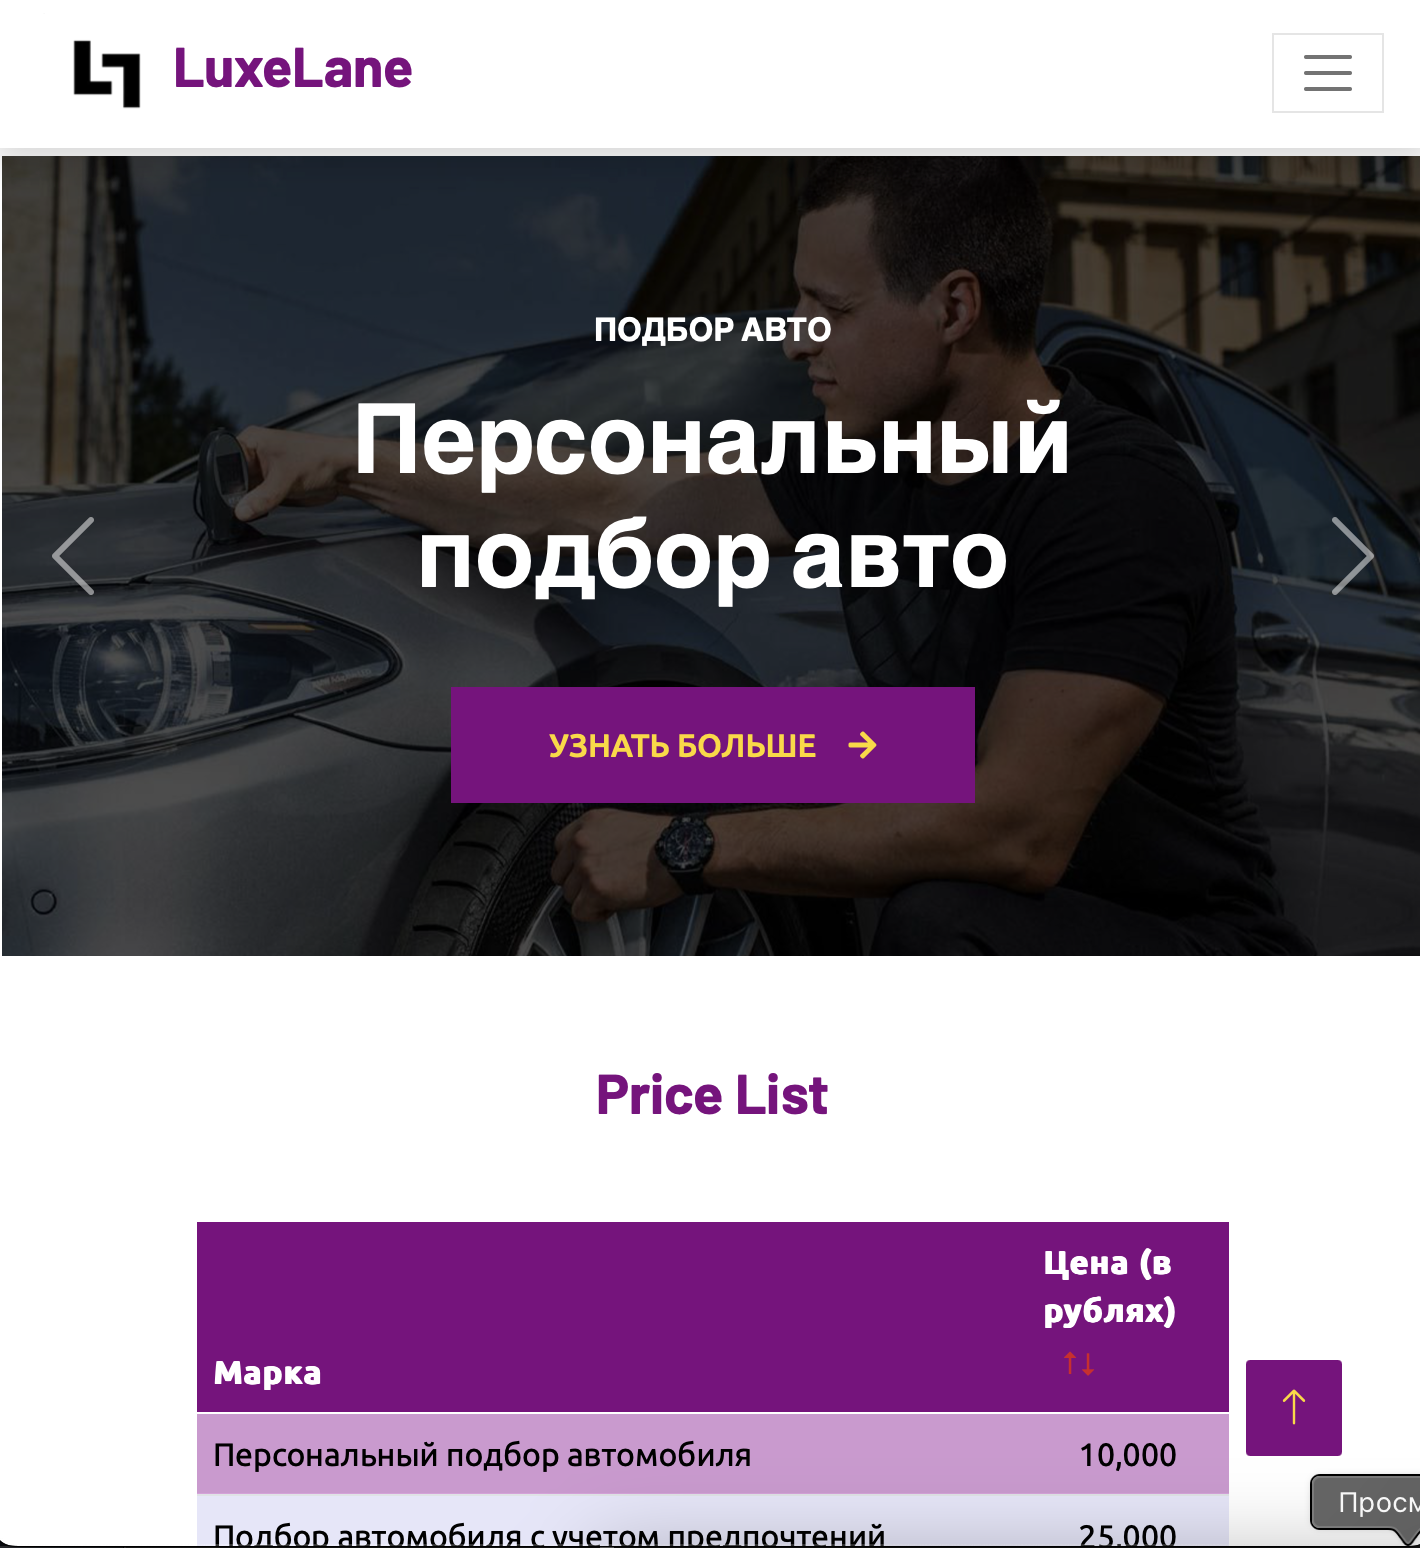 LuxeLane
ПОДБОР АВТО
Персональный
подбор авто
УЗНАТЬ БОЛЬШЕ
Price List
Марка
Цена (в
рублях)
Персональный подбор автомобиля 10,000
Подбор автомобиля с учетом предпочтений 25,000